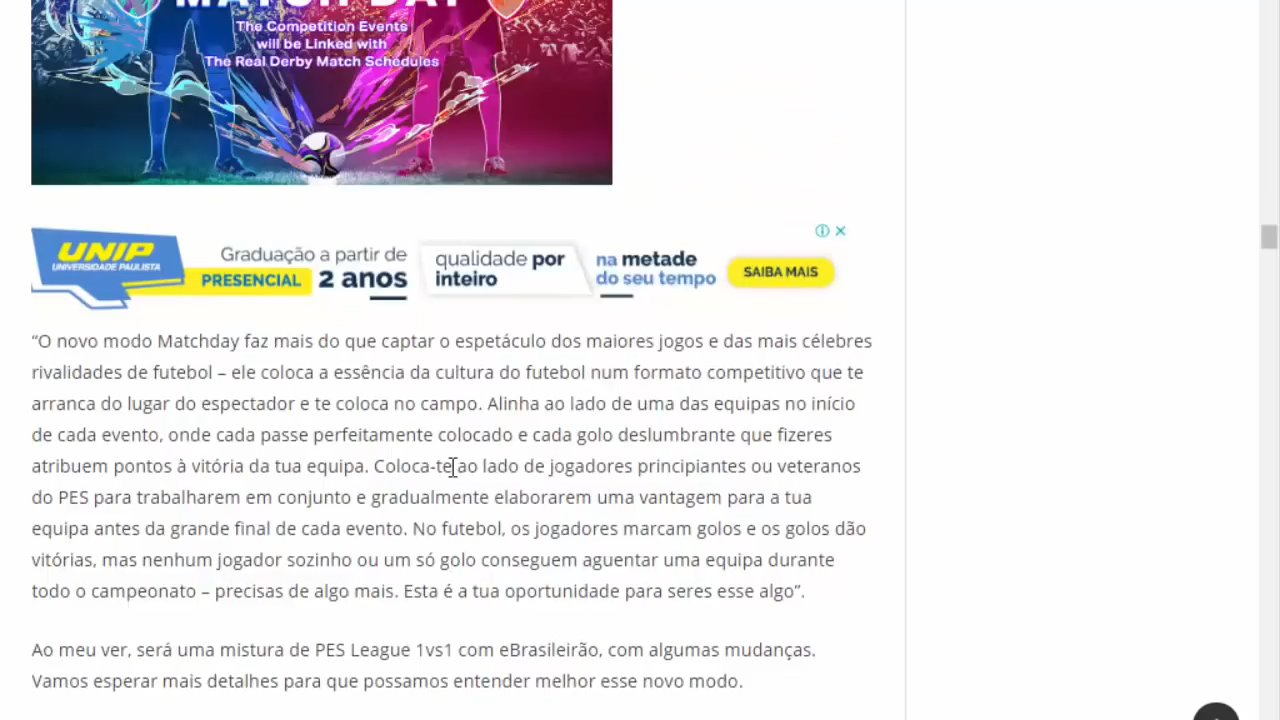 MATCH DAY
The Competition Events
will be Linked with
The Real Derby Match Schedules
UNIP
UNIVERSIDADE PAULISTA
PRESENCIAL
Graduação a partir de
2 anos
qualidade por
inteiro
na metade
do seu tempo
SAIBA MAIS
“O novo modo Matchday faz mais do que captar o espetáculo dos maiores jogos e das mais célebres
rivalidades de futebol – ele coloca a essência da cultura do futebol num formato competitivo que te
arranca do lugar do espectador e te coloca no campo. Alinha ao lado de uma das equipas no início
de cada evento, onde cada passe perfeitamente colocado e cada golo deslumbrante que fizeres
atribuem pontos à vitória da tua equipa. Coloca-te ao lado de jogadores principiantes ou veteranos
do PES para trabalharem em conjunto e gradualmente elaborarem uma vantagem para a tua
equipa antes da grande final de cada evento. No futebol, os jogadores marcam golos e os golos dão
vitórias, mas nenhum jogador sozinho ou um só golo conseguem aguentar uma equipa durante
todo o campeonato – precisas de algo mais. Esta é a tua oportunidade para seres esse algo”.
Ao meu ver, será uma mistura de PES League 1vs1 com eBrasileirão, com algumas mudanças.
Vamos esperar mais detalhes para que possamos entender melhor esse novo modo.